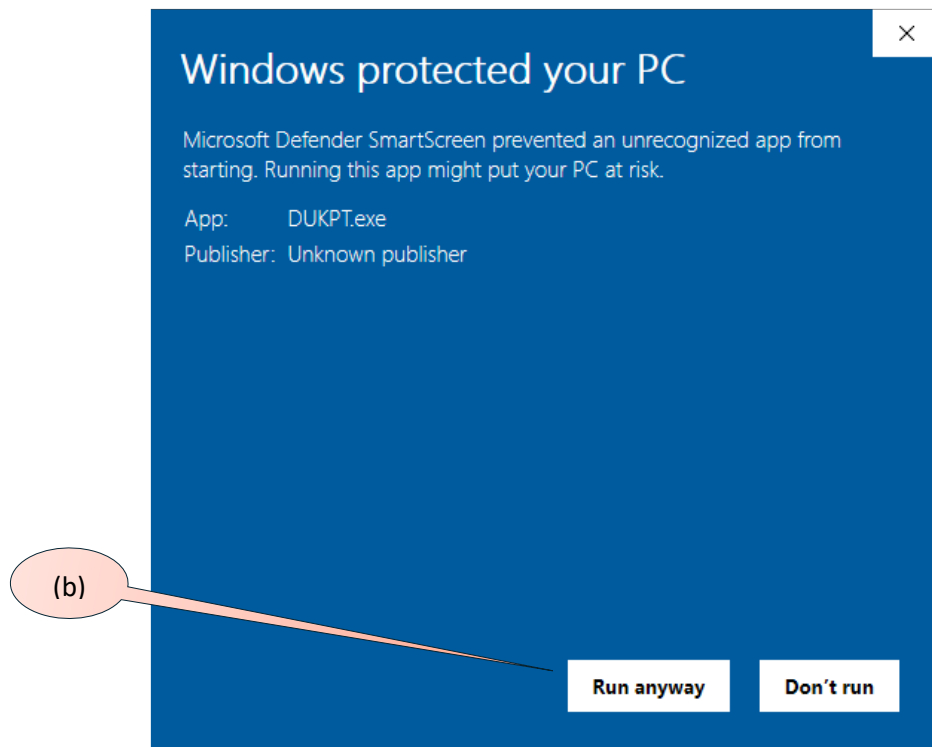 Windows protected your PC
Microsoft Defender SmartScreen prevented an unrecognized app from
starting. Running this app might put your PC at risk.
App: DUKPT.exe
Publisher: Unknown publisher
(b)
Run anyway Don't run